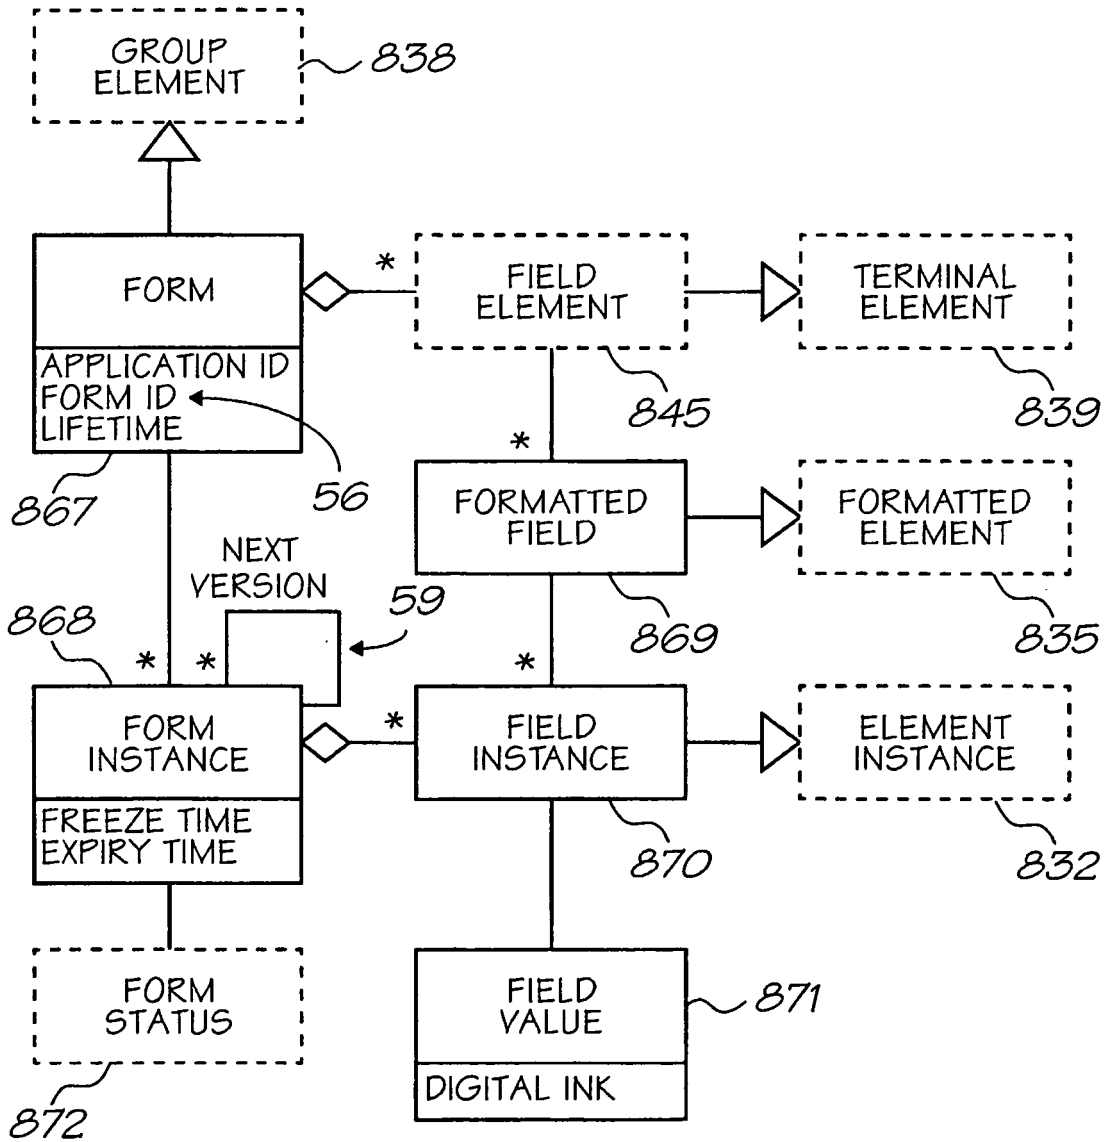 GROUP
ELEMENT
838
FORM
*
FIELD
ELEMENT
TERMINAL
ELEMENT
APPLICATION ID
FORM ID
LIFETIME
845
839
867
56
*
FORMATTED
FIELD
FORMATTED
ELEMENT
NEXT
VERSION
59
869
835
868
*
*
*
FORM
INSTANCE
*
FIELD
INSTANCE
ELEMENT
INSTANCE
FREEZE TIME
EXPIRY TIME
870
832
FORM
STATUS
FIELD
VALUE
871
DIGITAL INK
872